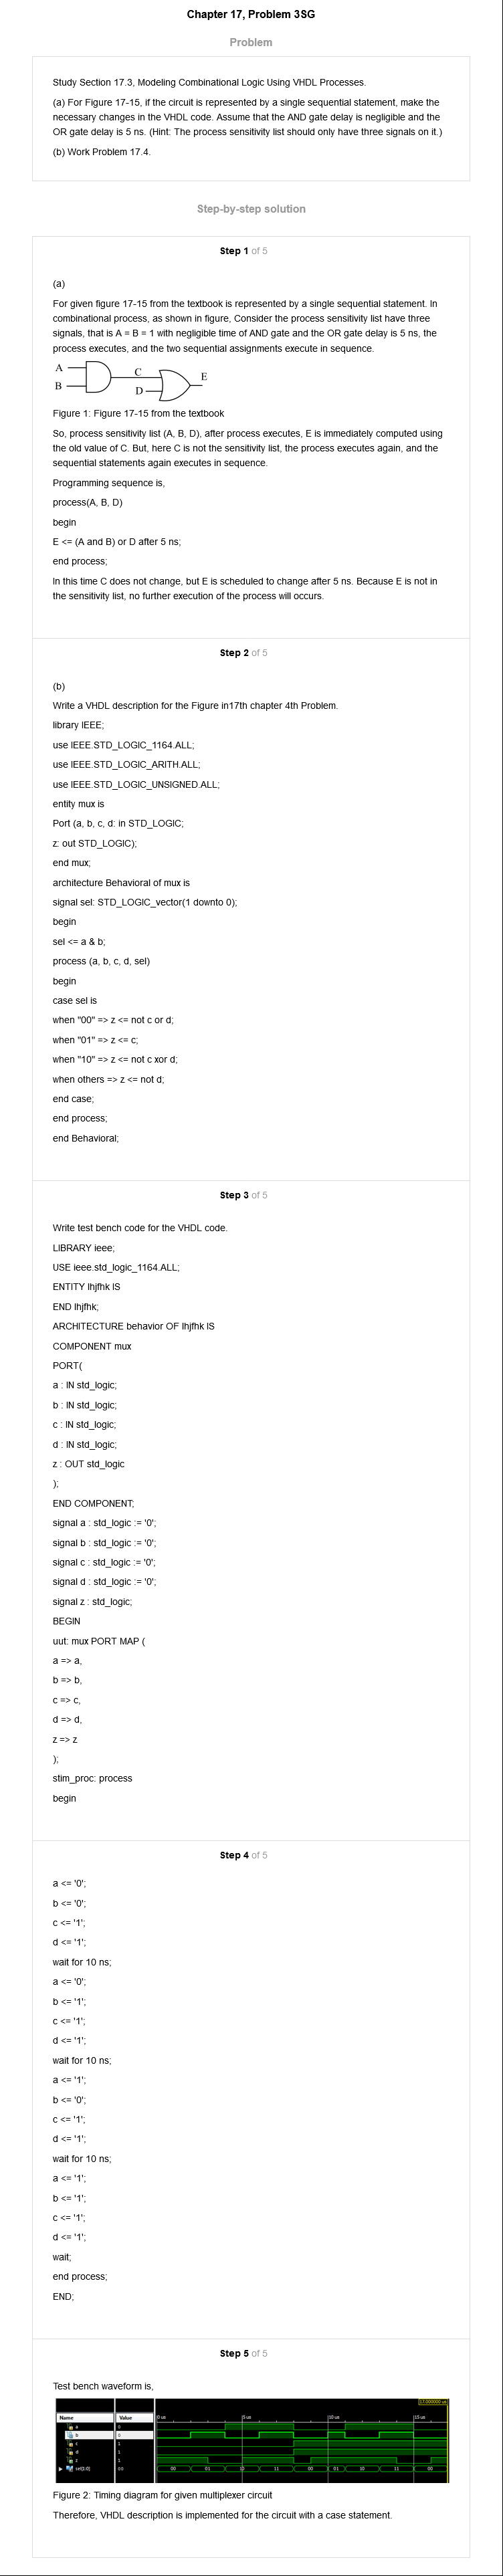 Chapter 17, Problem 3SG
Problem
Study Section 17.3, Modeling Combinational Logic Using VHDL Processes.
(a) For Figure 17-15, if the circuit is represented by a single sequential statement, make the
necessary changes in the VHDL code. Assume that the AND gate delay is negligible and the
OR gate delay is 5 ns. (Hint: The process sensitivity list should only have three signals on it.)
(b) Work Problem 17.4.
Step-by-step solution
Step 1 of 5
(a)
For given figure 17-15 from the textbook is represented by a single sequential statement. In
combinational process, as shown in figure, Consider the process sensitivity list have three
signals, that is A = B = 1 with negligible time of AND gate and the OR gate delay is 5 ns, the
process executes, and the two sequential assignments execute in sequence.
A
C
E
B
D
Figure 1: Figure 17-15 from the textbook
So, process sensitivity list (A, B, D), after process executes, E is immediately computed using
the old value of C. But, here C is not the sensitivity list, the process executes again, and the
sequential statements again executes in sequence.
Programming sequence is,
process(A, B, D)
begin
E <= (A and B) or D after 5 ns;
end process;
In this time C does not change, but E is scheduled to change after 5 ns. Because E is not in
the sensitivity list, no further execution of the process will occurs.
Step 2 of 5
(b)
Write a VHDL description for the Figure in17th chapter 4th Problem.
library IEEE;
use IEEE.STD_LOGIC_1164.ALL;
use IEEE.STD_LOGIC_ARITH.ALL;
use IEEE.STD_LOGIC_UNSIGNED.ALL;
entity mux is
Port (a, b, c, d: in STD_LOGIC;
z: out STD_LOGIC);
end mux;
architecture Behavioral of mux is
signal sel: STD_LOGIC_vector(1 downto 0);
begin
sel <= a & b;
process (a, b, c, d, sel)
begin
case sel is
when "00" => z <= not c or d;
when "01" => z <= c;
when "10" => z <= not c xor d;
when others => z <= not d;
end case;
end process;
end Behavioral;
Step 3 of 5
Write test bench code for the VHDL code.
LIBRARY ieee;
USE ieee.std_logic_1164.ALL;
ENTITY lhjfhk IS
END lhjfhk;
ARCHITECTURE behavior OF lhjfhk IS
COMPONENT mux
PORT(
a : IN std_logic;
b : IN std_logic;
c : IN std_logic;
d : IN std_logic;
z : OUT std_logic
);
END COMPONENT;
signal a : std_logic := '0';
signal b : std_logic := '0';
signal c : std_logic := '0';
signal d : std_logic := '0';
signal z : std_logic;
BEGIN
uut: mux PORT MAP (
a => a,
b => b,
c => c,
d => d,
z => z
);
stim_proc: process
begin
Step 4 of 5
a <= '0';
b <= '0';
c <= '1';
d <= '1';
wait for 10 ns;
a <= '0';
b <= '1';
c <= '1';
d <= '1';
wait for 10 ns;
a <= '1';
b <= '0';
c <= '1';
d <= '1';
wait for 10 ns;
a <= '1';
b <= '1';
c <= '1';
d <= '1';
wait;
end process;
END;
Step 5 of 5
Test bench waveform is,
Name Value 0 us 5 us 10 us 15 us
a 0
b 0
c 1
d 1
z 1
sel[1:0] 00 00 01 10 11 00 01 10 11 00
Figure 2: Timing diagram for given multiplexer circuit
Therefore, VHDL description is implemented for the circuit with a case statement.